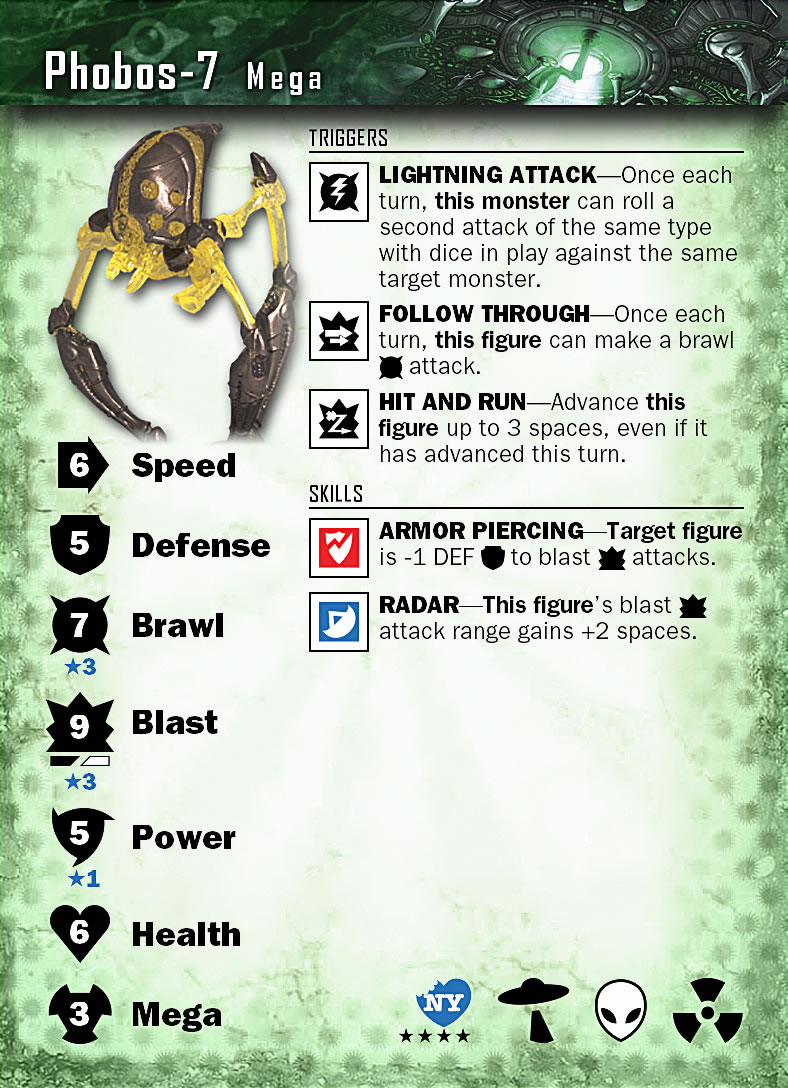 Phobos-7 Mega
TRIGGERS
LIGHTNING ATTACK—Once each
turn, this monster can roll a
second attack of the same type
with dice in play against the same
target monster.
FOLLOW THROUGH—Once each
turn, this figure can make a brawl
attack.
HIT AND RUN—Advance this
figure up to 3 spaces, even if it
has advanced this turn.
SKILLS
ARMOR PIERCING—Target figure
is -1 DEF to blast attacks.
RADAR—This figure's blast
attack range gains +2 spaces.
6 Speed
5 Defense
7 Brawl
★3
9 Blast
★3
5 Power
★1
6 Health
3 Mega
NY
★★★★